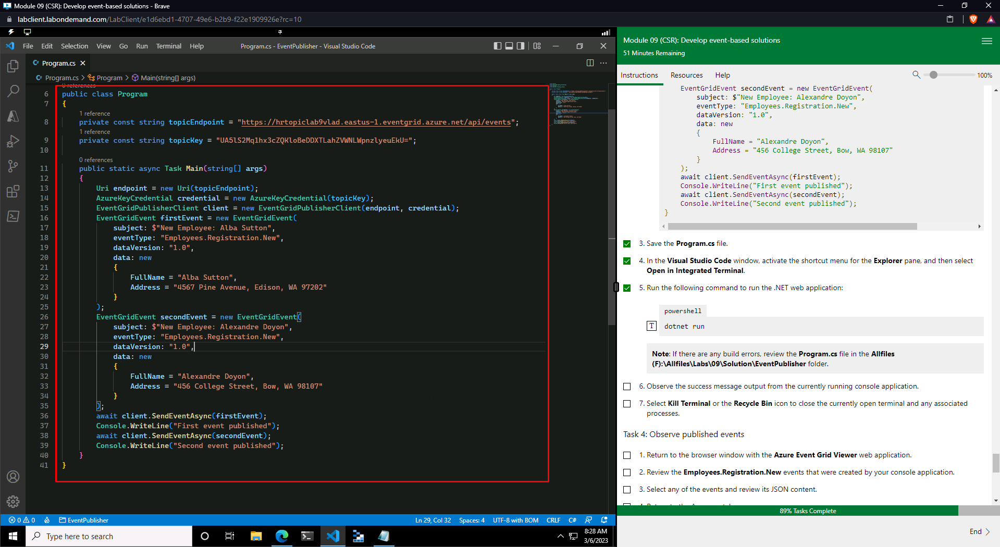 Module 09 (CSR): Develop event-based solutions - Brave
labclient.labondemand.com/LabClient/e1d6ebd1-4707-49e6-b2b9-f22e1909926e?rc=10
File Edit Selection View Go Run Terminal Help
Program.cs - EventPublisher - Visual Studio Code
Program.cs
Program.cs > Program > Main(string[] args)
0 references
6 public class Program
7 {
1 reference
8 private const string topicEndpoint = "https://hrtopiclab9vlad.eastus-1.eventgrid.azure.net/api/events";
1 reference
9 private const string topicKey = "UA5lS2Mq1hx3cZQKloBeDDXTLahZVWNLWpnzlyeuEkU=";
10
0 references
11 public static async Task Main(string[] args)
12 {
13 Uri endpoint = new Uri(topicEndpoint);
14 AzureKeyCredential credential = new AzureKeyCredential(topicKey);
15 EventGridPublisherClient client = new EventGridPublisherClient(endpoint, credential);
16 EventGridEvent firstEvent = new EventGridEvent(
17 subject: $"New Employee: Alba Sutton",
18 eventType: "Employees.Registration.New",
19 dataVersion: "1.0",
20 data: new
21 {
22 FullName = "Alba Sutton",
23 Address = "4567 Pine Avenue, Edison, WA 97202"
24 }
25 );
26 EventGridEvent secondEvent = new EventGridEvent(
27 subject: $"New Employee: Alexandre Doyon",
28 eventType: "Employees.Registration.New",
29 dataVersion: "1.0",
30 data: new
31 {
32 FullName = "Alexandre Doyon",
33 Address = "456 College Street, Bow, WA 98107"
34 }
35 );
36 await client.SendEventAsync(firstEvent);
37 Console.WriteLine("First event published");
38 await client.SendEventAsync(secondEvent);
39 Console.WriteLine("Second event published");
40 }
41 }
0 0 EventPublisher
Ln 29, Col 32 Spaces: 4 UTF-8 with BOM CRLF C#
Type here to search
8:28 AM
3/6/2023
Module 09 (CSR): Develop event-based solutions
51 Minutes Remaining
Instructions Resources Help
100%
EventGridEvent secondEvent = new EventGridEvent(
subject: $"New Employee: Alexandre Doyon",
eventType: "Employees.Registration.New",
dataVersion: "1.0",
data: new
{
FullName = "Alexandre Doyon",
Address = "456 College Street, Bow, WA 98107"
}
);
await client.SendEventAsync(firstEvent);
Console.WriteLine("First event published");
await client.SendEventAsync(secondEvent);
Console.WriteLine("Second event published");
}
3. Save the Program.cs file.
4. In the Visual Studio Code window, activate the shortcut menu for the Explorer pane, and then select
Open in Integrated Terminal.
5. Run the following command to run the .NET web application:
powershell
T dotnet run
Note: If there are any build errors, review the Program.cs file in the Allfiles
(F):\Allfiles\Labs\09\Solution\EventPublisher folder.
6. Observe the success message output from the currently running console application.
7. Select Kill Terminal or the Recycle Bin icon to close the currently open terminal and any associated
processes.
Task 4: Observe published events
1. Return to the browser window with the Azure Event Grid Viewer web application.
2. Review the Employees.Registration.New events that were created by your console application.
3. Select any of the events and review its JSON content.
89% Tasks Complete
End